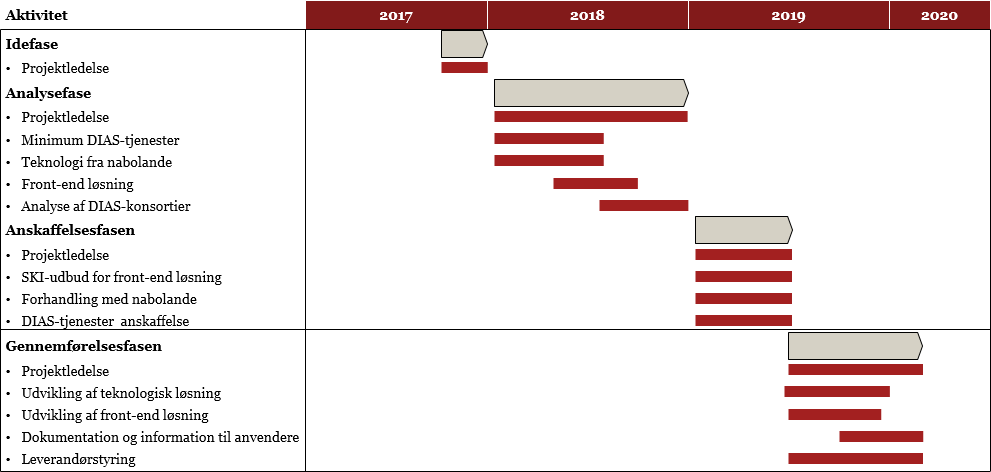 Aktivitet 2017 2018 2019 2020
Idefase
• Projektledelse
Analysefase
• Projektledelse
• Minimum DIAS-tjenester
• Teknologi fra nabolande
• Front-end løsning
• Analyse af DIAS-konsortier
Anskaffelsesfasen
• Projektledelse
• SKI-udbud for front-end løsning
• Forhandling med nabolande
• DIAS-tjenester anskaffelse
Gennemførelsesfasen
• Projektledelse
• Udvikling af teknologisk løsning
• Udvikling af front-end løsning
• Dokumentation og information til anvendere
• Leverandørstyring